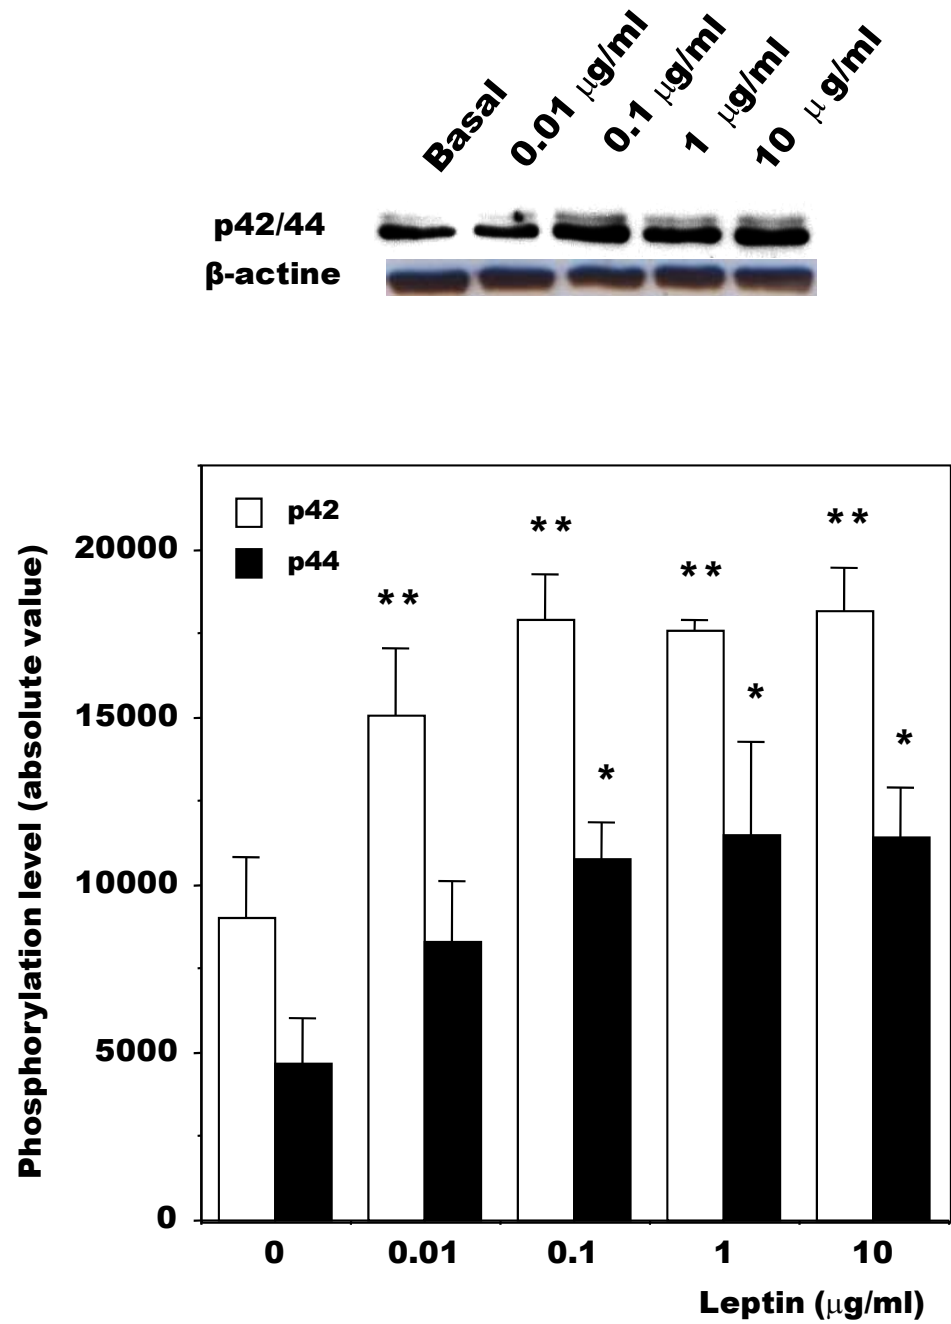 Basal
0.01 μg/ml
0.1 μg/ml
1 μg/ml
10 μ g/ml
p42/44
β-actine
p42
p44
Phosphorylation level (absolute value)
20000
**
**
**
**
15000
*
*
*
10000
5000
0
0 0.01 0.1 1 10
Leptin (μg/ml)